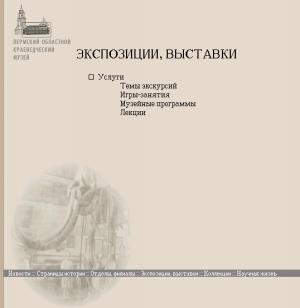 ПЕРМСКИЙ ОБЛАСТНОЙ
КРАЕВЕДЧЕСКИЙ
МУЗЕЙ
ЭКСПОЗИЦИИ, ВЫСТАВКИ
Услуги
Темы экскурсий
Игры-занятия
Музейные программы
Лекции
Новости :: Страницы истории :: Отделы, филиалы :: Экспозиции, выставки :: Коллекции :: Научная жизнь